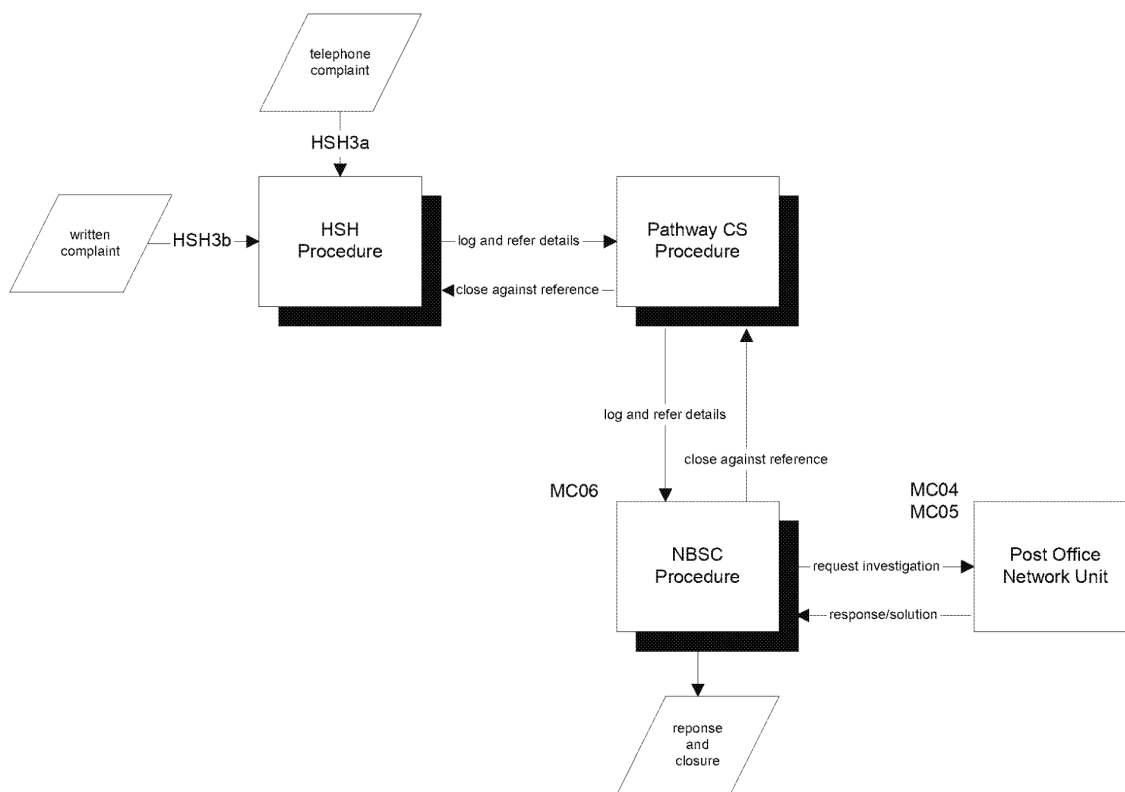 telephone
complaint
HSH3a
written
complaint
HSH3b
HSH
Procedure
log and refer details
close against reference
Pathway CS
Procedure
log and refer details
close against reference
MC06
NBSC
Procedure
request investigation
response/solution
MC04
MC05
Post Office
Network Unit
reponse
and
closure